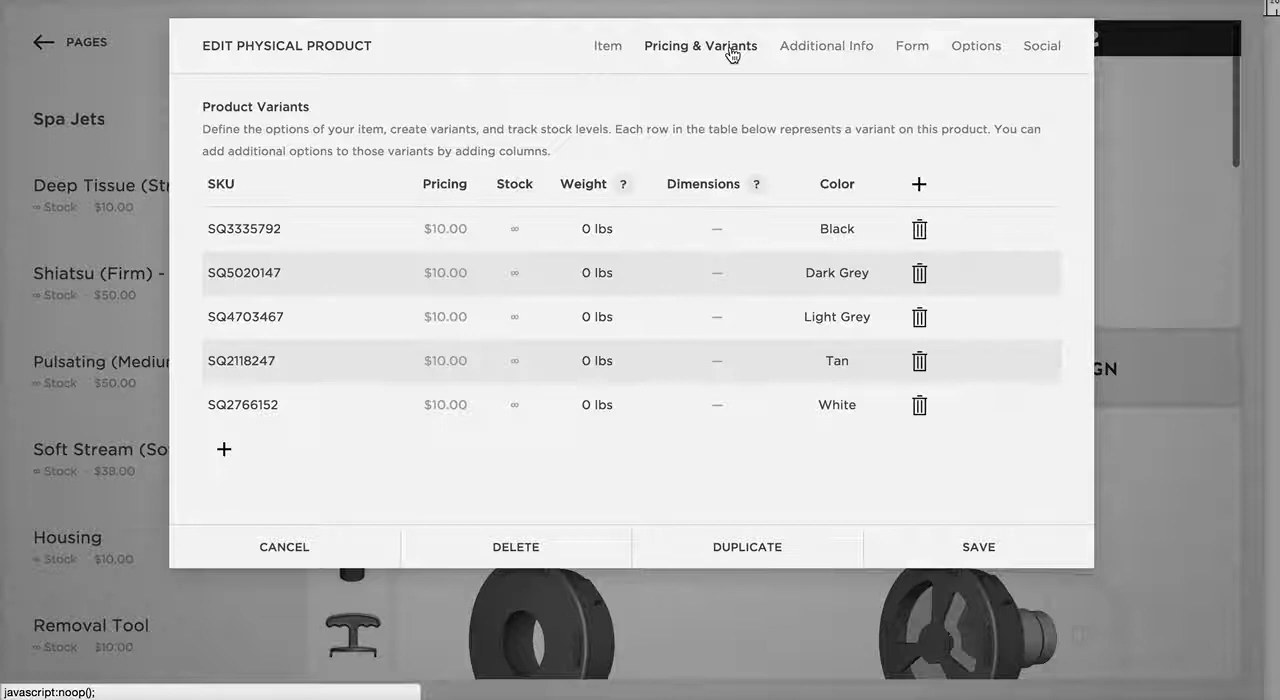 PAGES
EDIT PHYSICAL PRODUCT
Item Pricing & Variants Additional Info Form Options Social
Product Variants
Define the options of your item, create variants, and track stock levels. Each row in the table below represents a variant on this product. You can
add additional options to those variants by adding columns.
SKU Pricing Stock Weight ? Dimensions ? Color +
SQ3335792 $10.00 ∞ 0 lbs — Black
SQ5020147 $10.00 ∞ 0 lbs — Dark Grey
SQ4703467 $10.00 ∞ 0 lbs — Light Grey
SQ2118247 $10.00 ∞ 0 lbs — Tan
SQ2766152 $10.00 ∞ 0 lbs — White
+
CANCEL DELETE DUPLICATE SAVE
Spa Jets
Deep Tissue (Str
∞ Stock $10.00
Shiatsu (Firm) -
∞ Stock $50.00
Pulsating (Mediu
∞ Stock $50.00
Soft Stream (So
∞ Stock $38.00
Housing
∞ Stock $10.00
Removal Tool
∞ Stock $10.00
GN
javascript:noop();